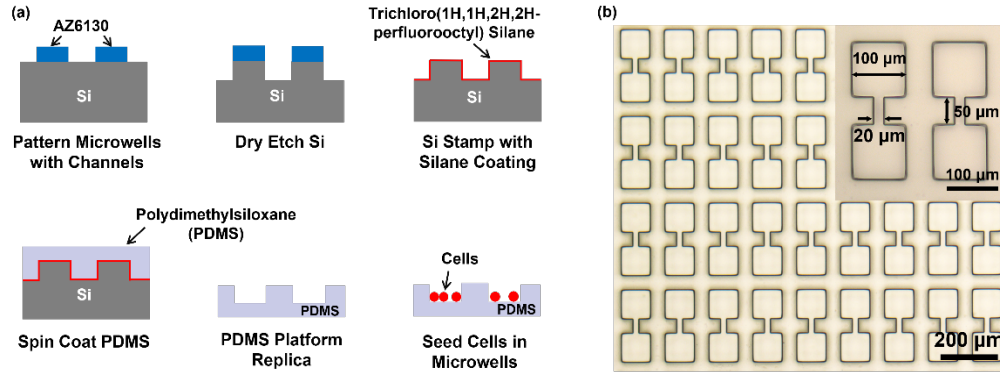 (a)
AZ6130
Si
Pattern Microwells
with Channels
Si
Dry Etch Si
Trichloro(1H,1H,2H,2H-
perfluorooctyl) Silane
Si
Si Stamp with
Silane Coating
Polydimethylsiloxane
(PDMS)
Si
Spin Coat PDMS
PDMS
PDMS Platform
Replica
Cells
PDMS
Seed Cells in
Microwells
(b)
100 µm
50 µm
20 µm
100 µm
200 µm